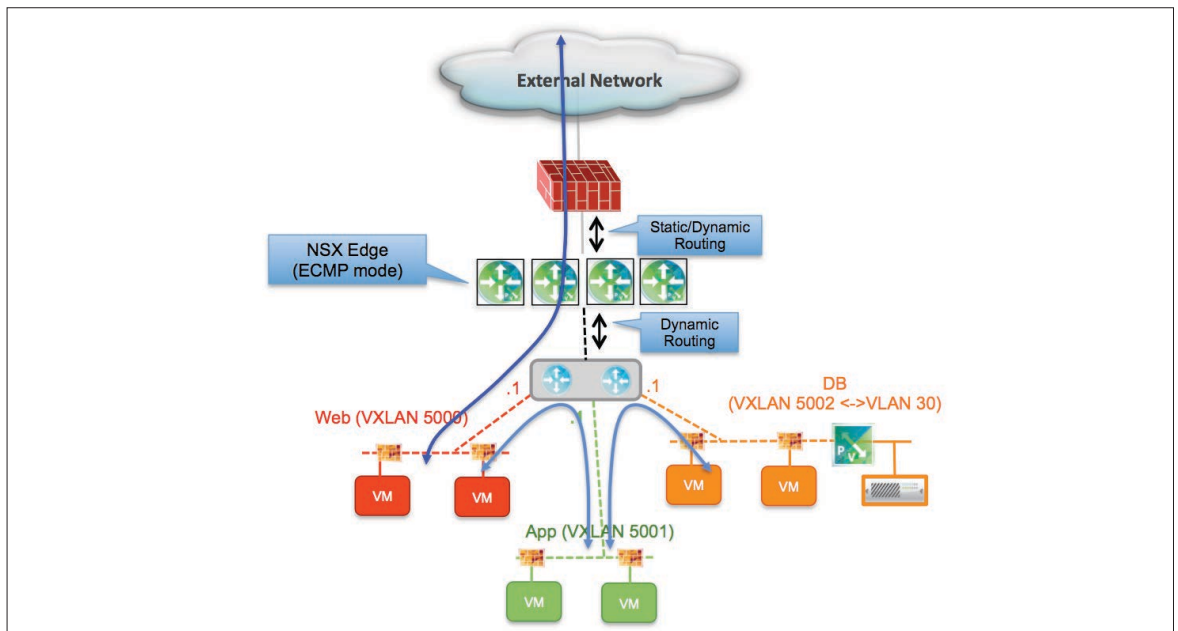 External Network
Static/Dynamic
Routing
NSX Edge
(ECMP mode)
Dynamic
Routing
.1
.1
DB
(VXLAN 5002 <->VLAN 30)
Web (VXLAN 5000)
.1
P
V
VM
VM
VM
VM
App (VXLAN 5001)
VM
VM